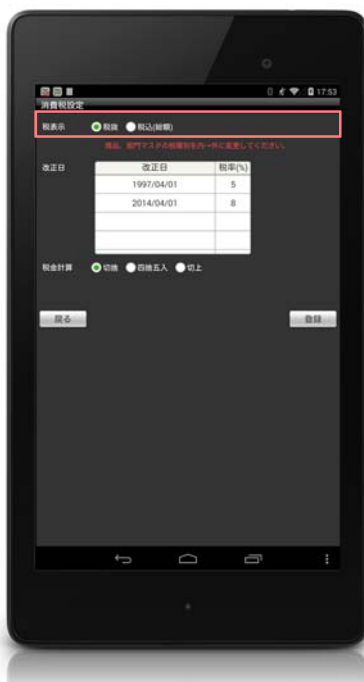 17:53
消費税設定
税表示 税抜 税込(総額)
商品、部門マスタの税種別を内→外に変更してください。
改正日 改正日 税率(%)
1997/04/01 5
2014/04/01 8
税金計算 切捨 四捨五入 切上
戻る 登録